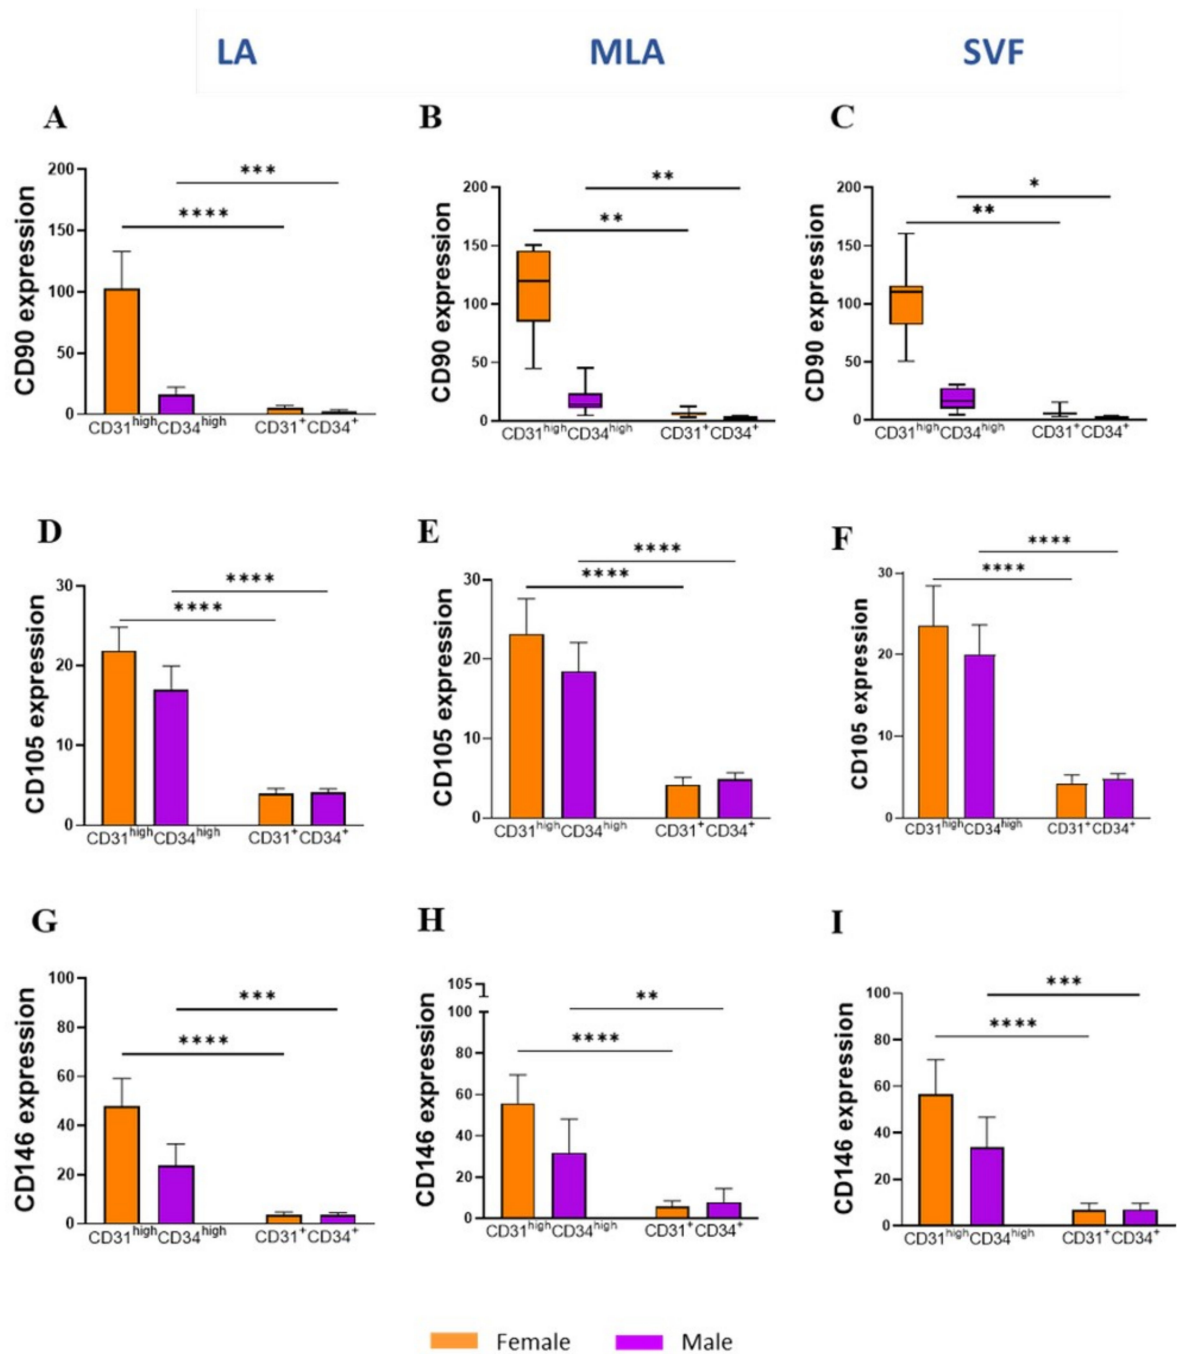 LA MLA SVF
A B C
CD90 expression
200
150
100
50
0
*** 
****
CD31highCD34high CD31+CD34+
CD90 expression
200
150
100
50
0
**
**
CD31highCD34high CD31+CD34+
CD90 expression
200
150
100
50
0
*
**
CD31highCD34high CD31+CD34+
D E F
CD105 expression
30
20
10
0
****
****
CD31highCD34high CD31+CD34+
CD105 expression
30
20
10
0
****
****
CD31highCD34high CD31+CD34+
CD105 expression
30
20
10
0
****
****
CD31highCD34high CD31+CD34+
G H I
CD146 expression
100
80
60
40
20
0
***
****
CD31highCD34high CD31+CD34+
CD146 expression
105
100
80
60
40
20
0
**
****
CD31highCD34high CD31+CD34+
CD146 expression
100
80
60
40
20
0
***
****
CD31highCD34high CD31+CD34+
Female Male